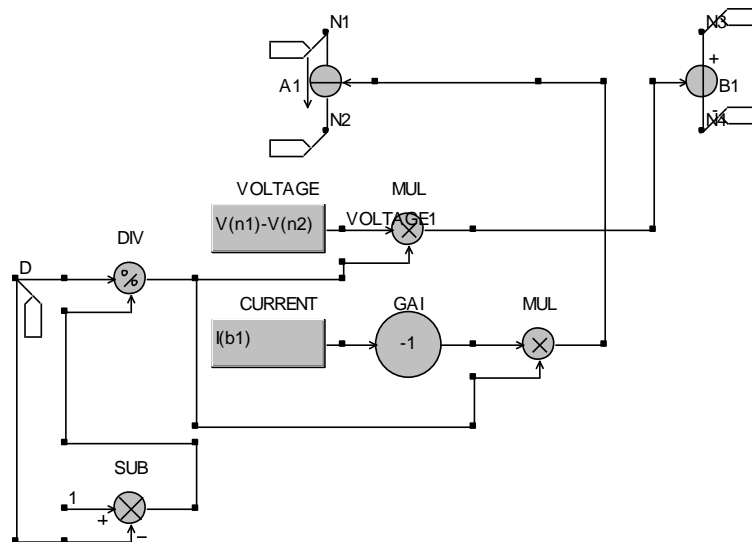 N1
N3
+
A1
B1
N2
-
N4
VOLTAGE
MUL
V(n1)-V(n2)
VOLTAGE1
DIV
D
%
CURRENT
GAI
MUL
I(b1)
-1
SUB
1
+
−